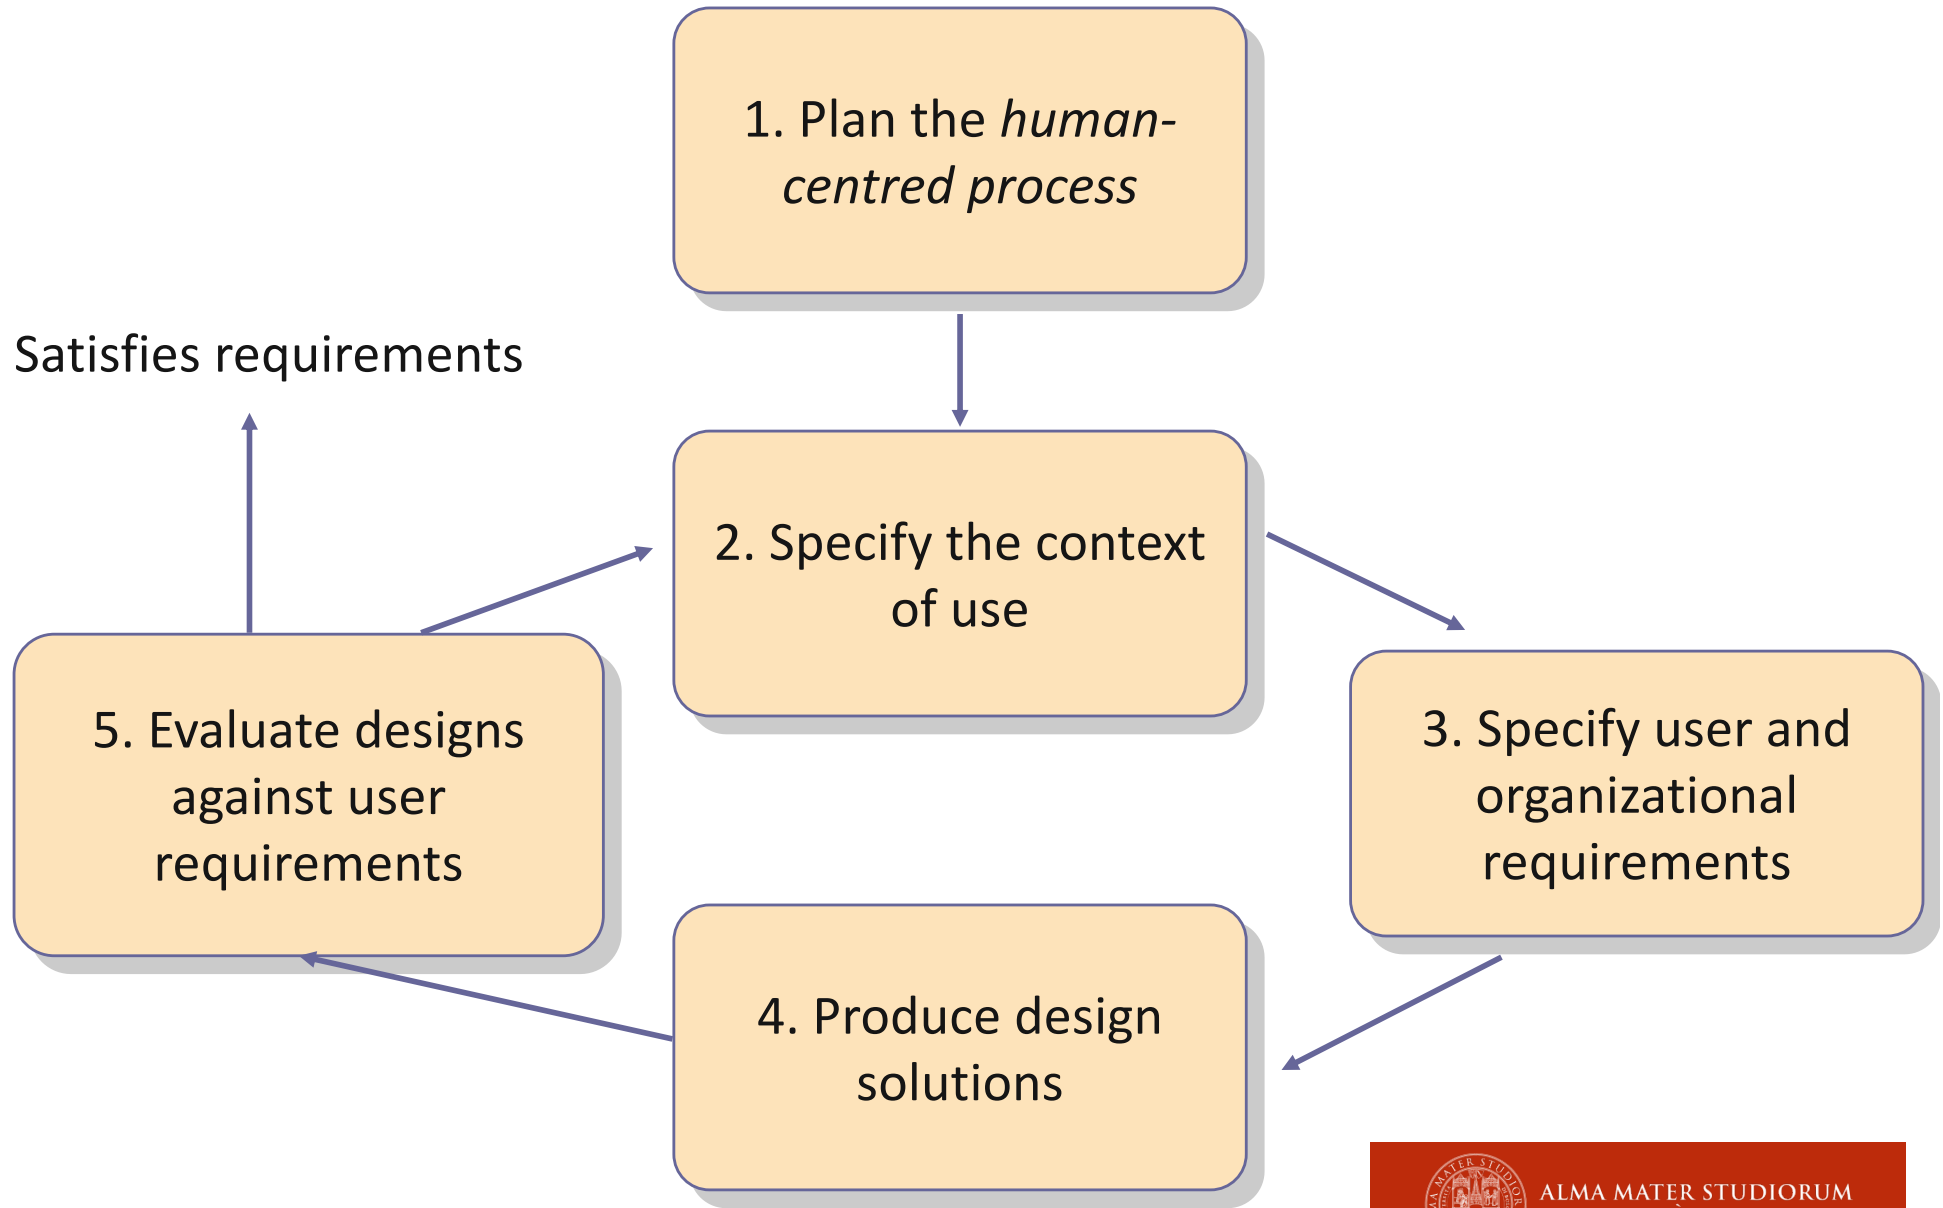 1. Plan the human-
centred process
Satisfies requirements
2. Specify the context
of use
5. Evaluate designs
against user
requirements
3. Specify user and
organizational
requirements
4. Produce design
solutions
ALMA MATER STUDIORUM